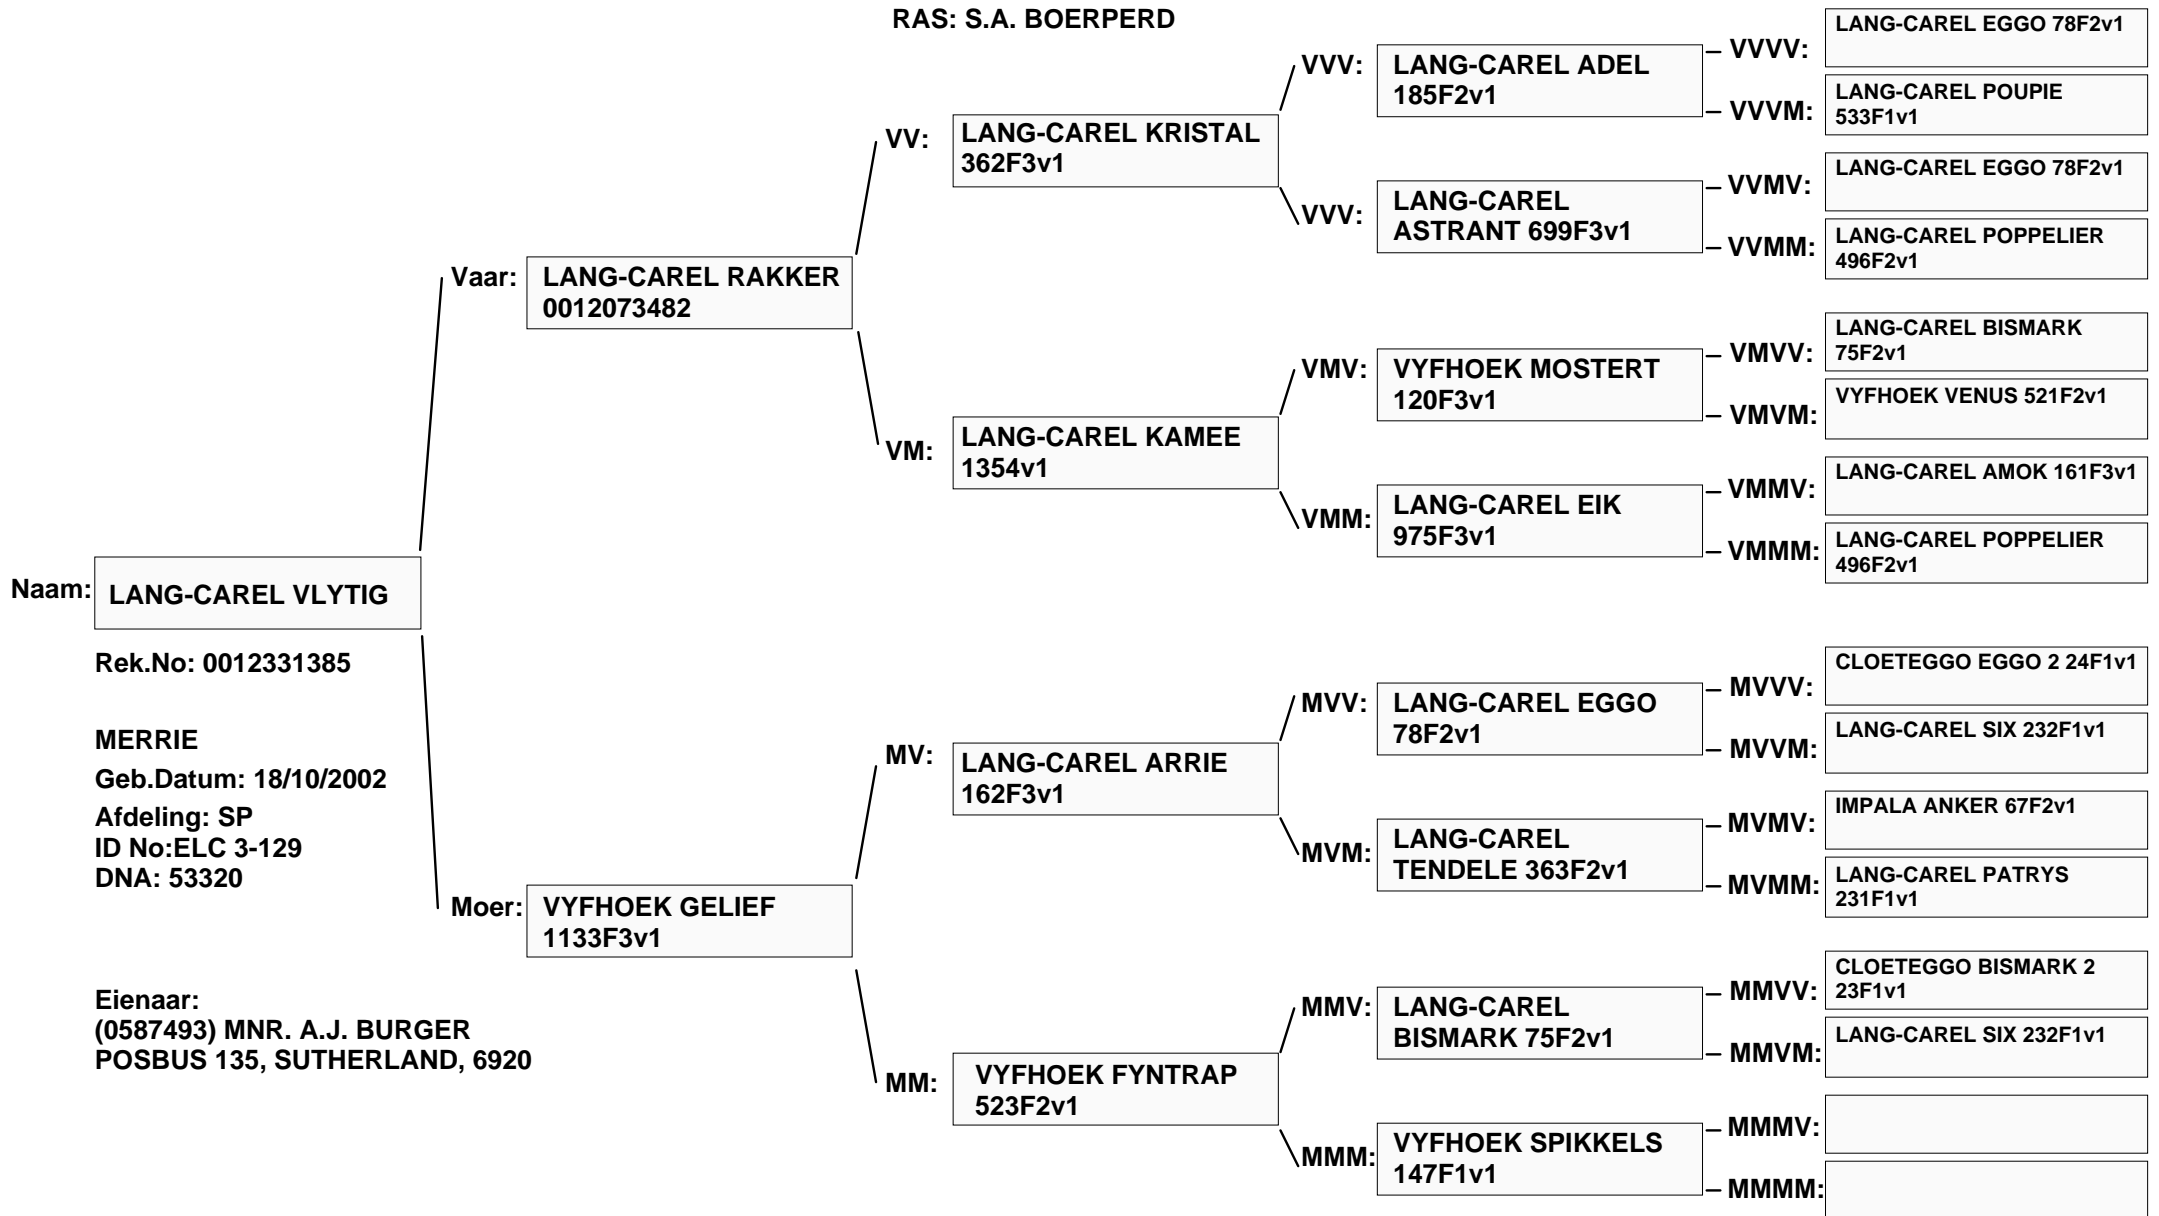 RAS: S.A. BOERPERD
Naam:
LANG-CAREL VLYTIG
Rek.No: 0012331385
MERRIE
Geb.Datum: 18/10/2002
Afdeling: SP
ID No:ELC 3-129
DNA: 53320
Eienaar:
(0587493) MNR. A.J. BURGER
POSBUS 135, SUTHERLAND, 6920
Vaar:
LANG-CAREL RAKKER
0012073482
Moer:
VYFHOEK GELIEF
1133F3v1
VV:
LANG-CAREL KRISTAL
362F3v1
VM:
LANG-CAREL KAMEE
1354v1
MV:
LANG-CAREL ARRIE
162F3v1
MM:
VYFHOEK FYNTRAP
523F2v1
VVV:
LANG-CAREL ADEL
185F2v1
VVV:
LANG-CAREL
ASTRANT 699F3v1
VMV:
VYFHOEK MOSTERT
120F3v1
VMM:
LANG-CAREL EIK
975F3v1
MVV:
LANG-CAREL EGGO
78F2v1
MVM:
LANG-CAREL
TENDELE 363F2v1
MMV:
LANG-CAREL
BISMARK 75F2v1
MMM:
VYFHOEK SPIKKELS
147F1v1
VVVV:
LANG-CAREL EGGO 78F2v1
VVVM:
LANG-CAREL POUPIE
533F1v1
VVMV:
LANG-CAREL EGGO 78F2v1
VVMM:
LANG-CAREL POPPELIER
496F2v1
VMVV:
LANG-CAREL BISMARK
75F2v1
VMVM:
VYFHOEK VENUS 521F2v1
VMMV:
LANG-CAREL AMOK 161F3v1
VMMM:
LANG-CAREL POPPELIER
496F2v1
MVVV:
CLOETEGGO EGGO 2 24F1v1
MVVM:
LANG-CAREL SIX 232F1v1
MVMV:
IMPALA ANKER 67F2v1
MVMM:
LANG-CAREL PATRYS
231F1v1
MMVV:
CLOETEGGO BISMARK 2
23F1v1
MMVM:
LANG-CAREL SIX 232F1v1
MMMV:
MMMM: